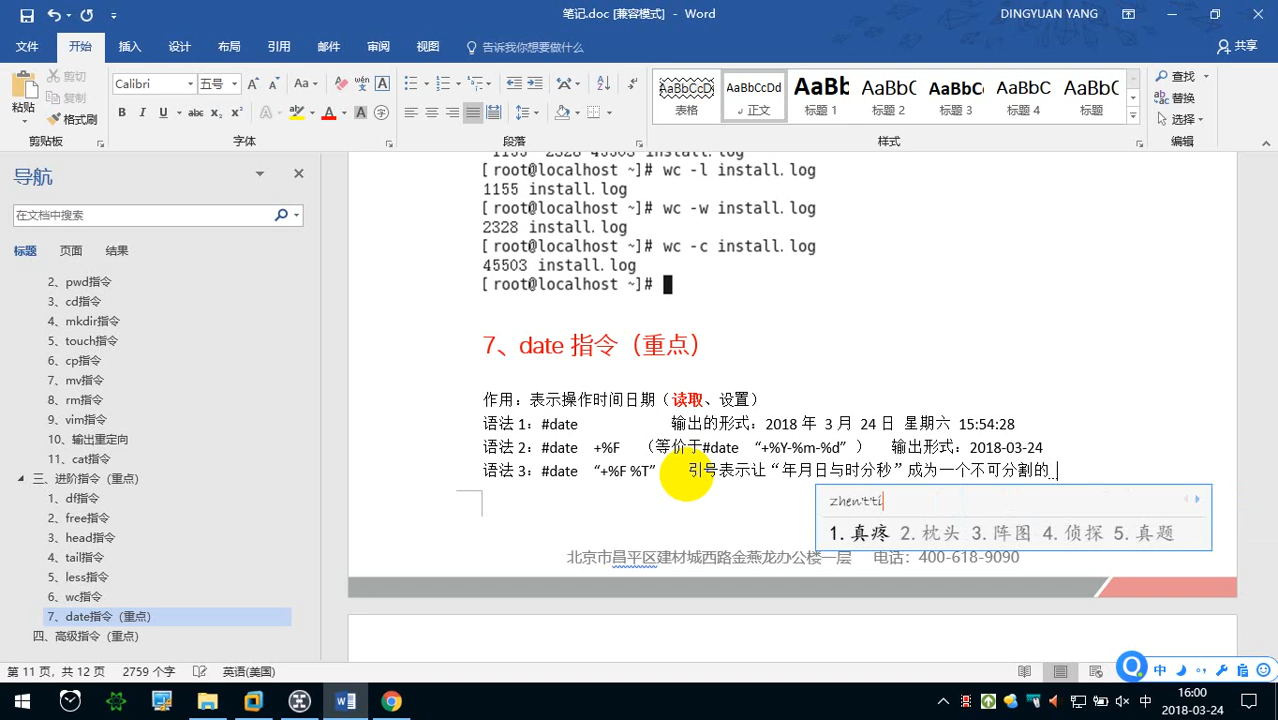 笔记.doc [兼容模式] - Word
DINGYUAN YANG
文件 开始 插入 设计 布局 引用 邮件 审阅 视图 告诉我你想要做什么 共享
粘贴 剪切 复制 格式刷
Calibri 五号
AaBbCcDd AaBbCcDd AaBb AaBbC AaBbC AaBbC AaBbC
表格 正文 标题 1 标题 2 标题 3 标题 4 标题
查找 替换 选择
剪贴板 字体 段落 样式 编辑
导航
在文档中搜索
标题 页面 结果
2、pwd指令
3、cd指令
4、mkdir指令
5、touch指令
6、cp指令
7、mv指令
8、rm指令
9、vim指令
10、输出重定向
11、cat指令
三、进阶指令(重点)
1、df指令
2、free指令
3、head指令
4、tail指令
5、less指令
6、wc指令
7、date指令(重点)
四、高级指令(重点)
1155 2328 45503 install.log
[root@localhost ~]# wc -l install.log
1155 install.log
[root@localhost ~]# wc -w install.log
2328 install.log
[root@localhost ~]# wc -c install.log
45503 install.log
[root@localhost ~]#
7、date 指令(重点)
作用:表示操作时间日期(读取、设置)
语法 1:#date 输出的形式:2018 年 3 月 24 日 星期六 15:54:28
语法 2:#date +%F (等价于#date “+%Y-%m-%d” ) 输出形式:2018-03-24
语法 3:#date “+%F %T” 引号表示让“年月日与时分秒”成为一个不可分割的
zhen't'ti
1.真疼 2.枕头 3.阵图 4.侦探 5.真题
北京市昌平区建材城西路金燕龙办公楼一层 电话:400-618-9090
第 11 页,共 12 页 2759 个字 英语(美国)
中
中 16:00
2018-03-24